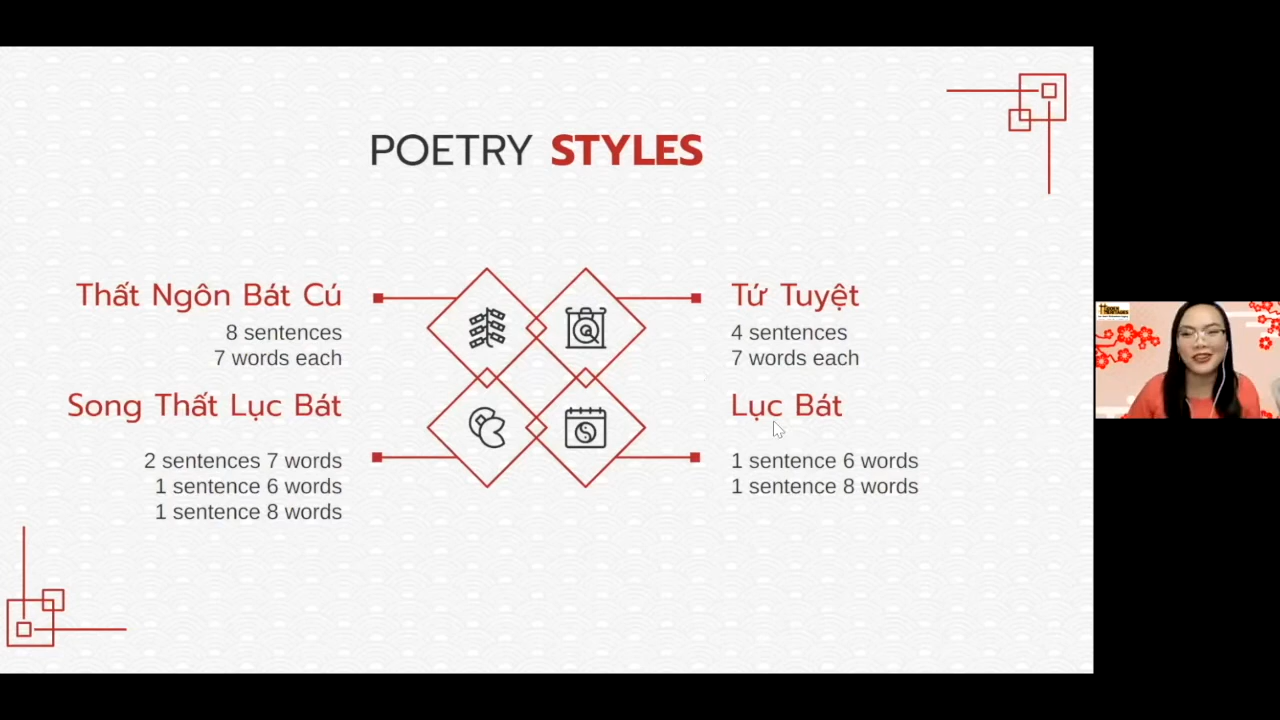 POETRY STYLES
Thất Ngôn Bát Cú
8 sentences
7 words each
Song Thất Lục Bát
2 sentences 7 words
1 sentence 6 words
1 sentence 8 words
Tứ Tuyệt
4 sentences
7 words each
Lục Bát
1 sentence 6 words
1 sentence 8 words